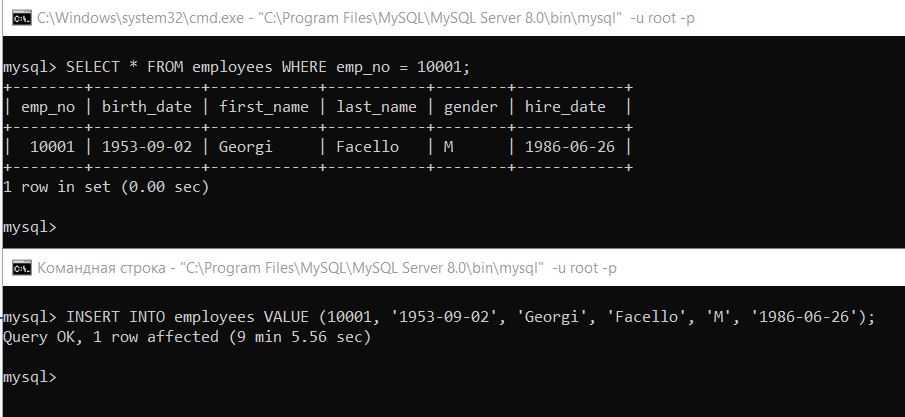 C:\Windows\system32\cmd.exe - "C:\Program Files\MySQL\MySQL Server 8.0\bin\mysql"  -u root -p
mysql> SELECT * FROM employees WHERE emp_no = 10001;
+--------+------------+------------+-----------+--------+------------+
| emp_no | birth_date | first_name | last_name | gender | hire_date  |
+--------+------------+------------+-----------+--------+------------+
|  10001 | 1953-09-02 | Georgi     | Facello   | M      | 1986-06-26 |
+--------+------------+------------+-----------+--------+------------+
1 row in set (0.00 sec)
mysql>
Командная строка - "C:\Program Files\MySQL\MySQL Server 8.0\bin\mysql"  -u root -p
mysql> INSERT INTO employees VALUE (10001, '1953-09-02', 'Georgi', 'Facello', 'M', '1986-06-26');
Query OK, 1 row affected (9 min 5.56 sec)
mysql>